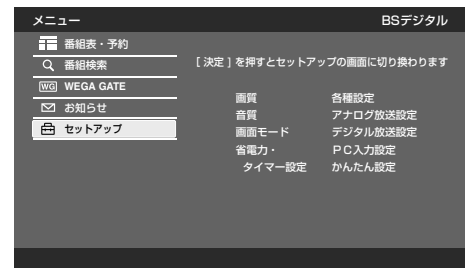 メニュー
BSデジタル
番組表・予約
番組検索
WG WEGA GATE
お知らせ
セットアップ
[ 決定 ] を押すとセットアップの画面に切り換わります
画質 各種設定
音質 アナログ放送設定
画面モード デジタル放送設定
省電力・ PC入力設定
タイマー設定 かんたん設定